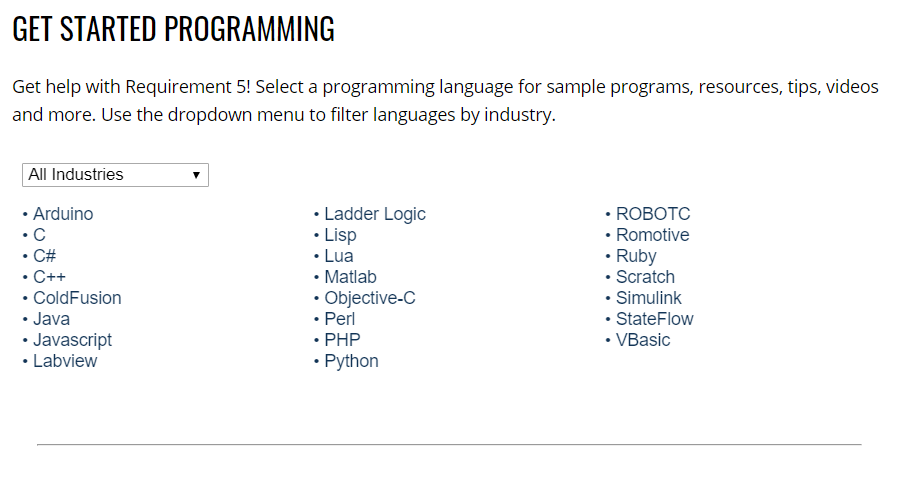 GET STARTED PROGRAMMING
Get help with Requirement 5! Select a programming language for sample programs, resources, tips, videos
and more. Use the dropdown menu to filter languages by industry.
All Industries ▼
• Arduino
• C
• C#
• C++
• ColdFusion
• Java
• Javascript
• Labview
• Ladder Logic
• Lisp
• Lua
• Matlab
• Objective-C
• Perl
• PHP
• Python
• ROBOTC
• Romotive
• Ruby
• Scratch
• Simulink
• StateFlow
• VBasic